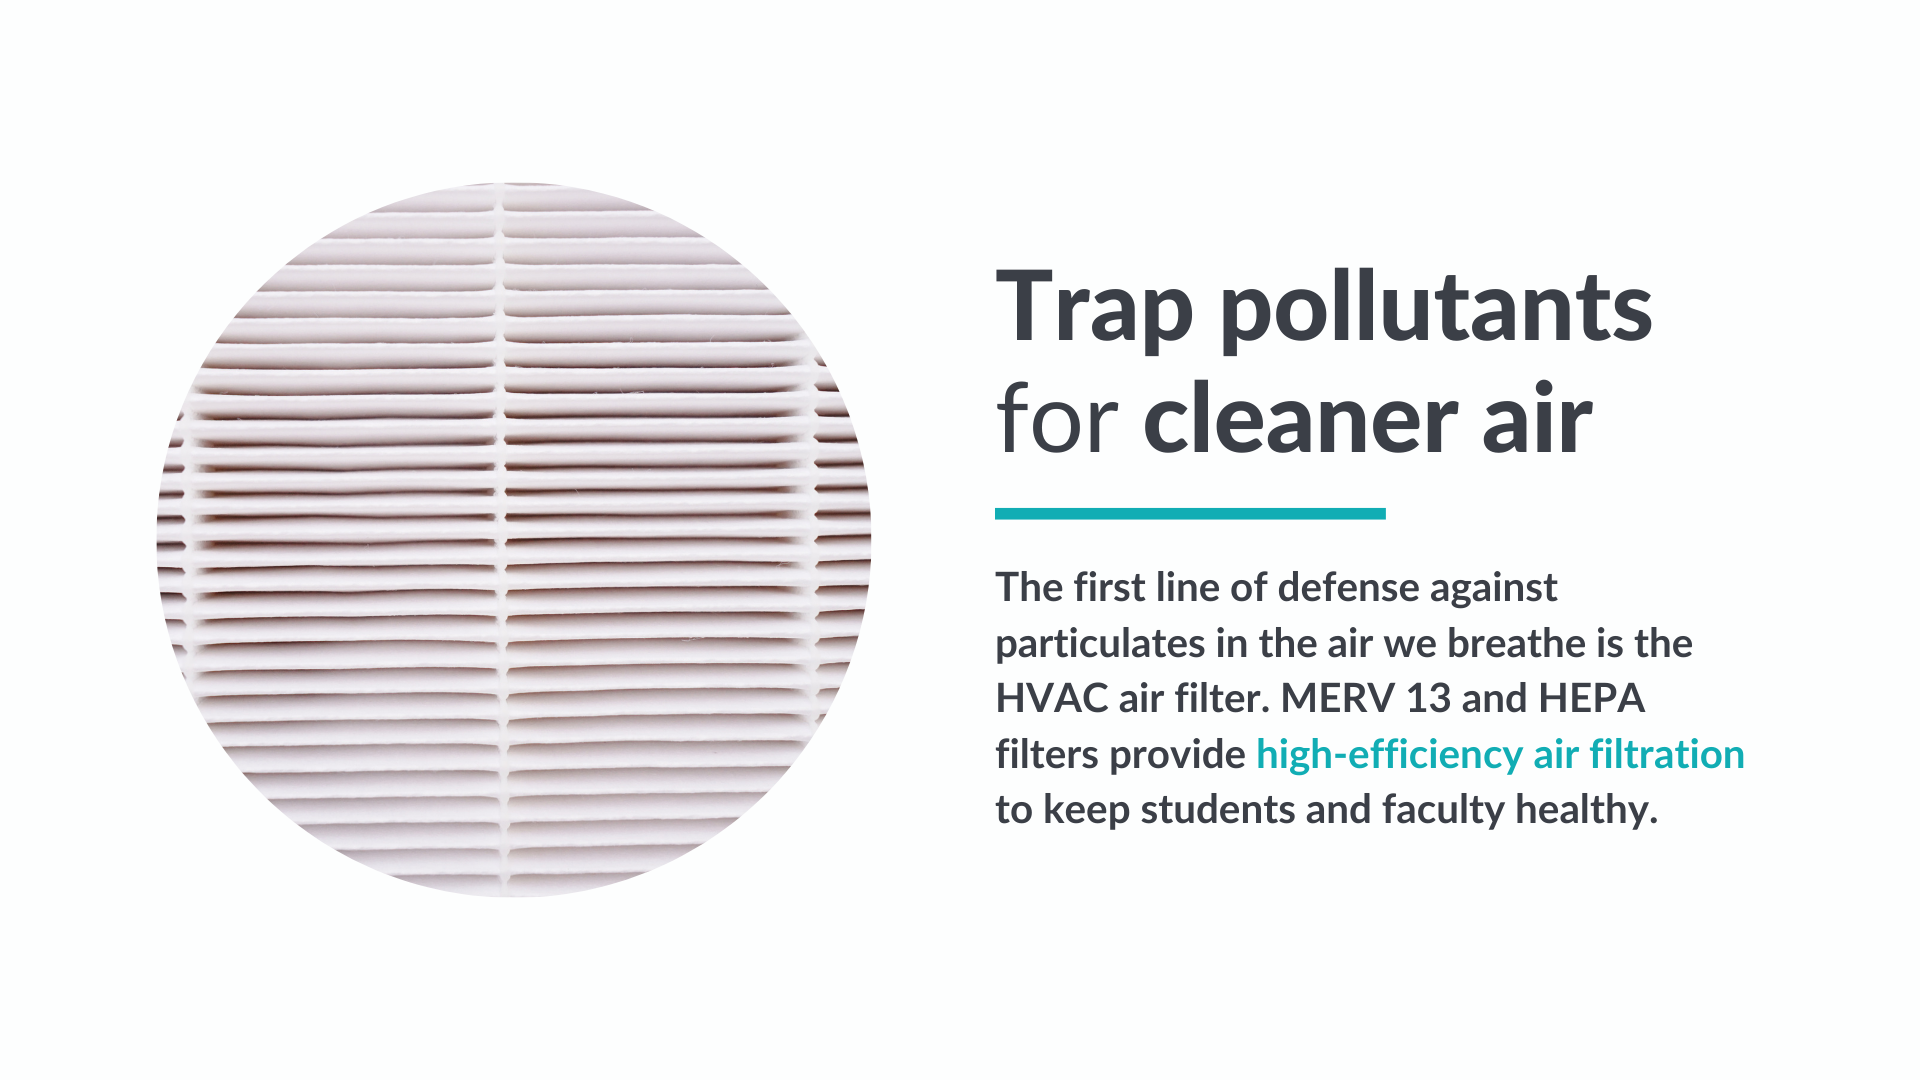 Trap pollutants
for cleaner air
The first line of defense against
particulates in the air we breathe is the
HVAC air filter. MERV 13 and HEPA
filters provide high-efficiency air filtration
to keep students and faculty healthy.